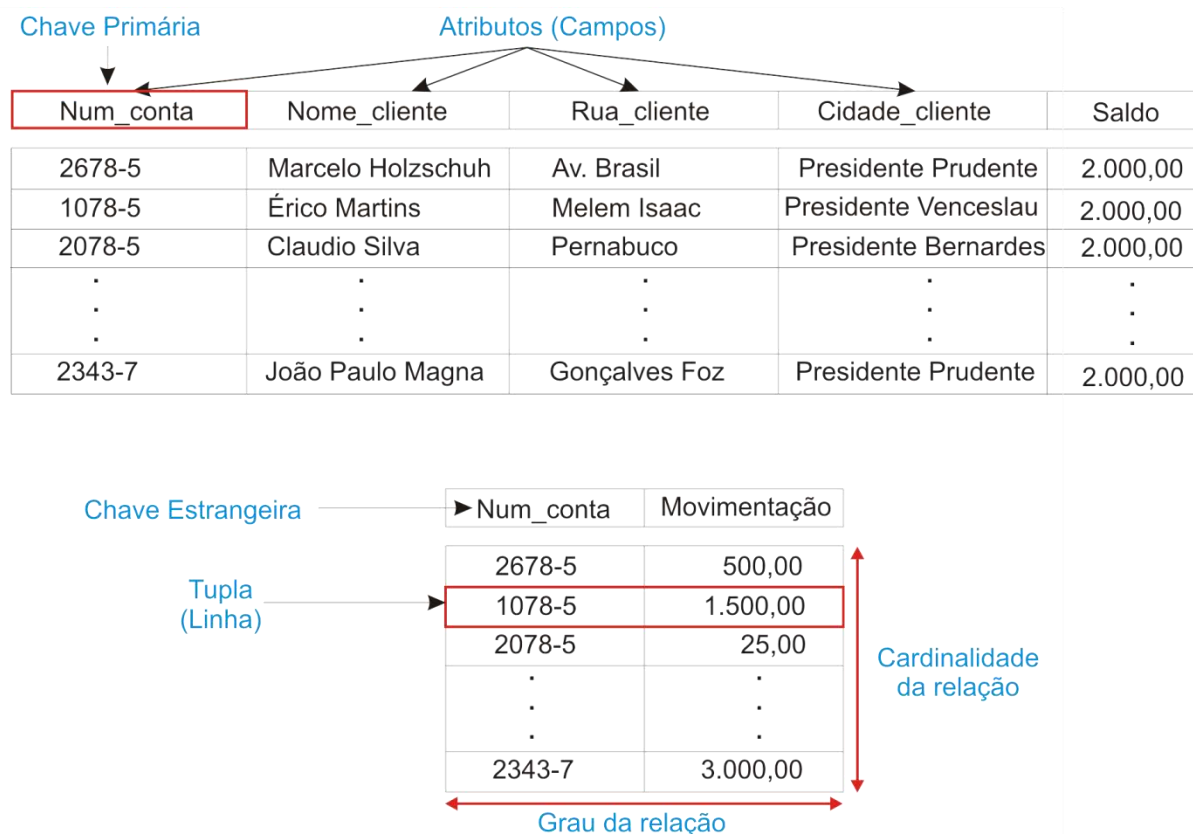 Chave Primária Atributos (Campos)
Num_conta Nome_cliente Rua_cliente Cidade_cliente Saldo
2678-5 Marcelo Holzschuh Av. Brasil Presidente Prudente 2.000,00
1078-5 Érico Martins Melem Isaac Presidente Venceslau 2.000,00
2078-5 Claudio Silva Pernabuco Presidente Bernardes 2.000,00
. . . . .
. . . . .
. . . . .
2343-7 João Paulo Magna Gonçalves Foz Presidente Prudente 2.000,00
Chave Estrangeira Num_conta Movimentação
2678-5 500,00
Tupla
(Linha)
1078-5 1.500,00
2078-5 25,00
. .
. .
. .
2343-7 3.000,00
Cardinalidade
da relação
Grau da relação